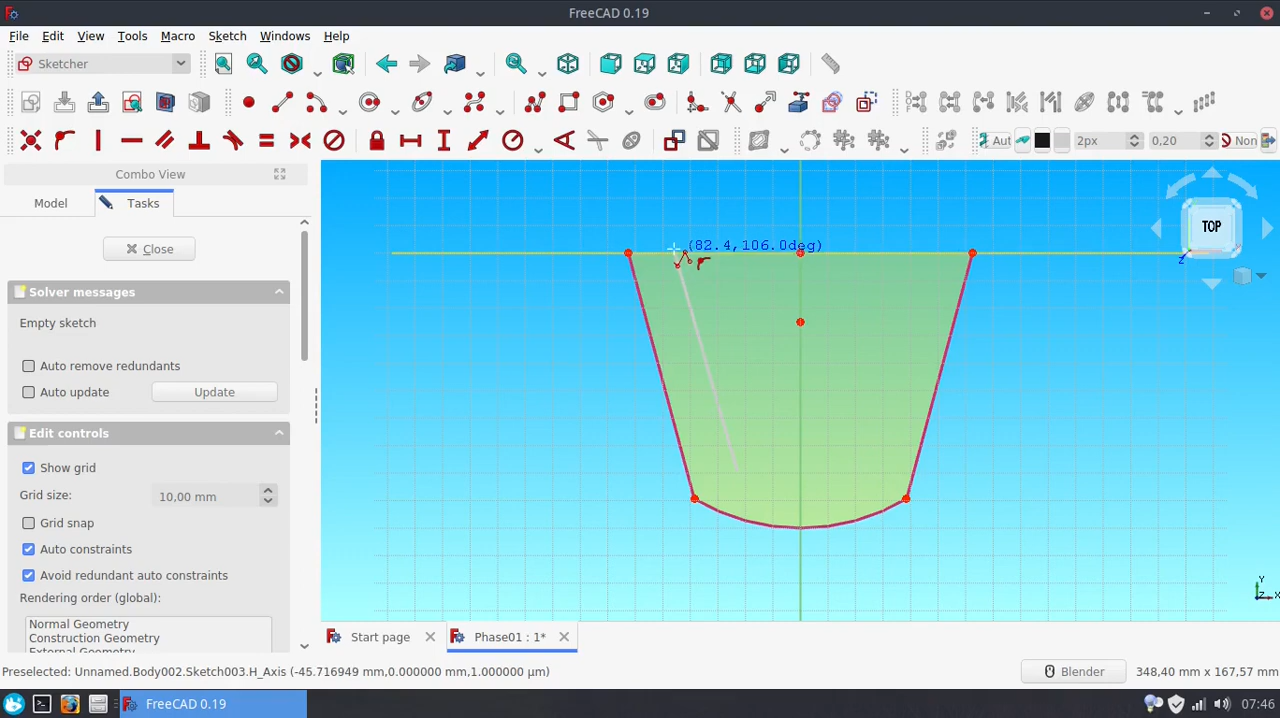 FreeCAD 0.19
File Edit View Tools Macro Sketch Windows Help
Sketcher
Aut 2px 0.20 Non
Combo View
Model Tasks
Close
Solver messages
Empty sketch
Auto remove redundants
Auto update Update
Edit controls
Show grid
Grid size: 10,00 mm
Grid snap
Auto constraints
Avoid redundant auto constraints
Rendering order (global):
Normal Geometry
Construction Geometry
External Geometry
(82.4,106.0deg)
TOP
Z
Y
Z X
Start page Phase01 : 1*
Preselected: Unnamed.Body002.Sketch003.H_Axis (-45.716949 mm,0.000000 mm,1.000000 µm)
Blender 348,40 mm x 167,57 mm
FreeCAD 0.19 07:46